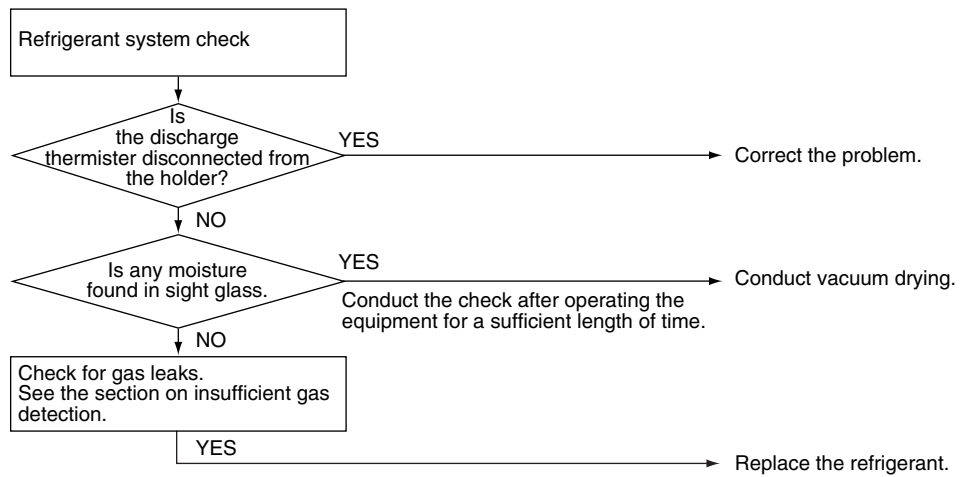 Refrigerant system check
Is
the discharge
thermister disconnected from
the holder?
YES
Correct the problem.
NO
Is any moisture
found in sight glass.
YES
Conduct the check after operating the
equipment for a sufficient length of time.
Conduct vacuum drying.
NO
Check for gas leaks.
See the section on insufficient gas
detection.
YES
Replace the refrigerant.